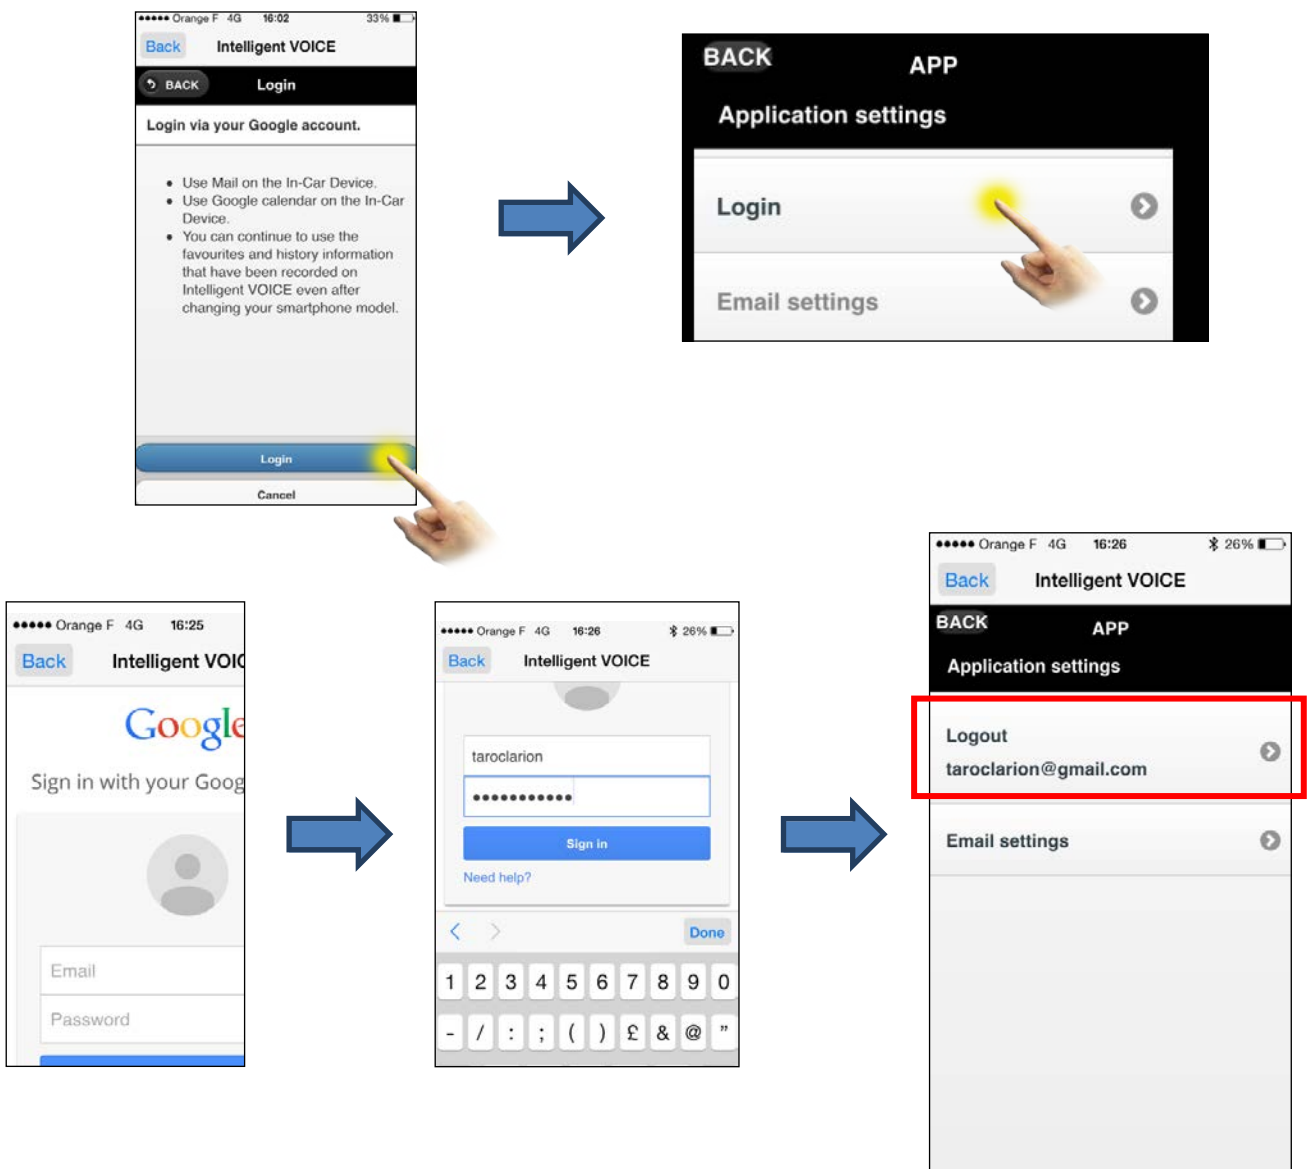 Orange F 4G 16:02 33%
Back Intelligent VOICE
BACK Login
Login via your Google account.
• Use Mail on the In-Car Device.
• Use Google calendar on the In-Car
Device.
• You can continue to use the
favourites and history information
that have been recorded on
Intelligent VOICE even after
changing your smartphone model.
Login
Cancel
BACK
APP
Application settings
Login
Email settings
Orange F 4G 16:25
Back Intelligent VOIC
Google
Sign in with your Goog
Email
Password
Orange F 4G 16:26 26%
Back Intelligent VOICE
taroclarion
•••••••••••
Sign in
Need help?
< > Done
1 2 3 4 5 6 7 8 9 0
- / : ; ( ) £ & @ "
Orange F 4G 16:26 26%
Back Intelligent VOICE
BACK
APP
Application settings
Logout
taroclarion@gmail.com
Email settings